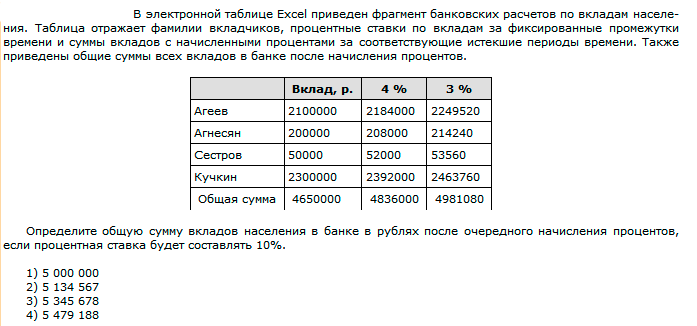 В электронной таблице Excel приведен фрагмент банковских расчетов по вкладам населе-
ния. Таблица отражает фамилии вкладчиков, процентные ставки по вкладам за фиксированные промежутки
времени и суммы вкладов с начисленными процентами за соответствующие истекшие периоды времени. Также
приведены общие суммы всех вкладов в банке после начисления процентов.
Вклад, р. 4 % 3 %
Агеев 2100000 2184000 2249520
Агнесян 200000 208000 214240
Сестров 50000 52000 53560
Кучкин 2300000 2392000 2463760
Общая сумма 4650000 4836000 4981080
Определите общую сумму вкладов населения в банке в рублях после очередного начисления процентов,
если процентная ставка будет составлять 10%.
1) 5 000 000
2) 5 134 567
3) 5 345 678
4) 5 479 188